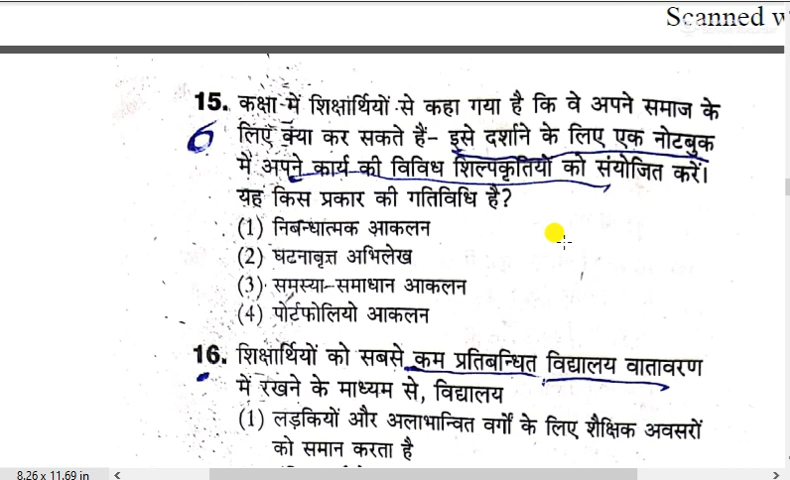 Scanned w
15. कक्षा में शिक्षार्थियों से कहा गया है कि वे अपने समाज के
6 लिए क्या कर सकते हैं- इसे दर्शाने के लिए एक नोटबुक
में अपने कार्य की विविध शिल्पकृतियों को संयोजित करें।
यह किस प्रकार की गतिविधि है?
(1) निबन्धात्मक आकलन
(2) घटनावृत्त अभिलेख
(3) समस्या-समाधान आकलन
(4) पोर्टफोलियो आकलन
16. शिक्षार्थियों को सबसे कम प्रतिबन्धित विद्यालय वातावरण
में रखने के माध्यम से, विद्यालय
(1) लड़कियों और अलाभान्वित वर्गों के लिए शैक्षिक अवसरों
को समान करता है
8.26 x 11.69 in